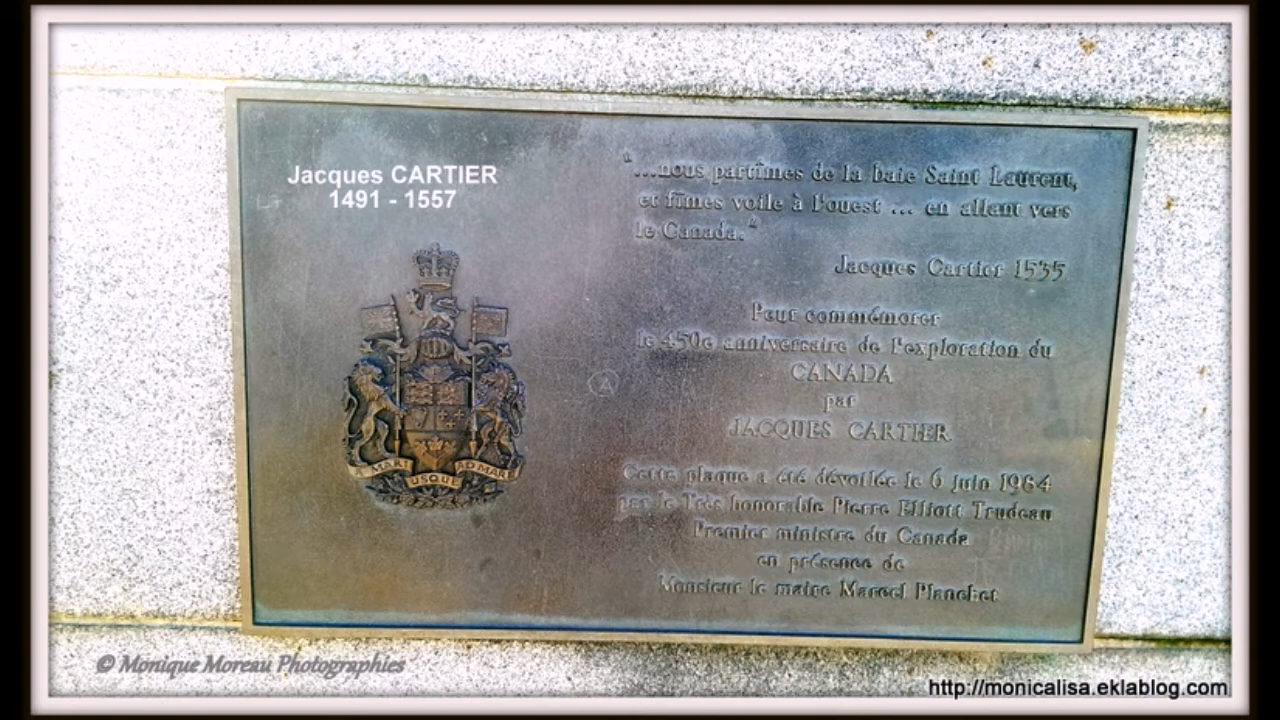 Jacques CARTIER
1491 - 1557
"...nous partîmes de la baie Saint Laurent,
et fîmes voile à l'ouest ... en allant vers
le Canada."
Jacques Cartier 1535
Pour commémorer
le 450e anniversaire de l'exploration du
CANADA
par
JACQUES CARTIER
Cette plaque a été dévoilée le 6 juin 1984
par le Très honorable Pierre Elliott Trudeau
Premier ministre du Canada
en présence de
Monsieur le maire Marcel Planchet
A MARI
USQUE
AD MARE
© Monique Moreau Photographies
http://monicalisa.eklablog.com